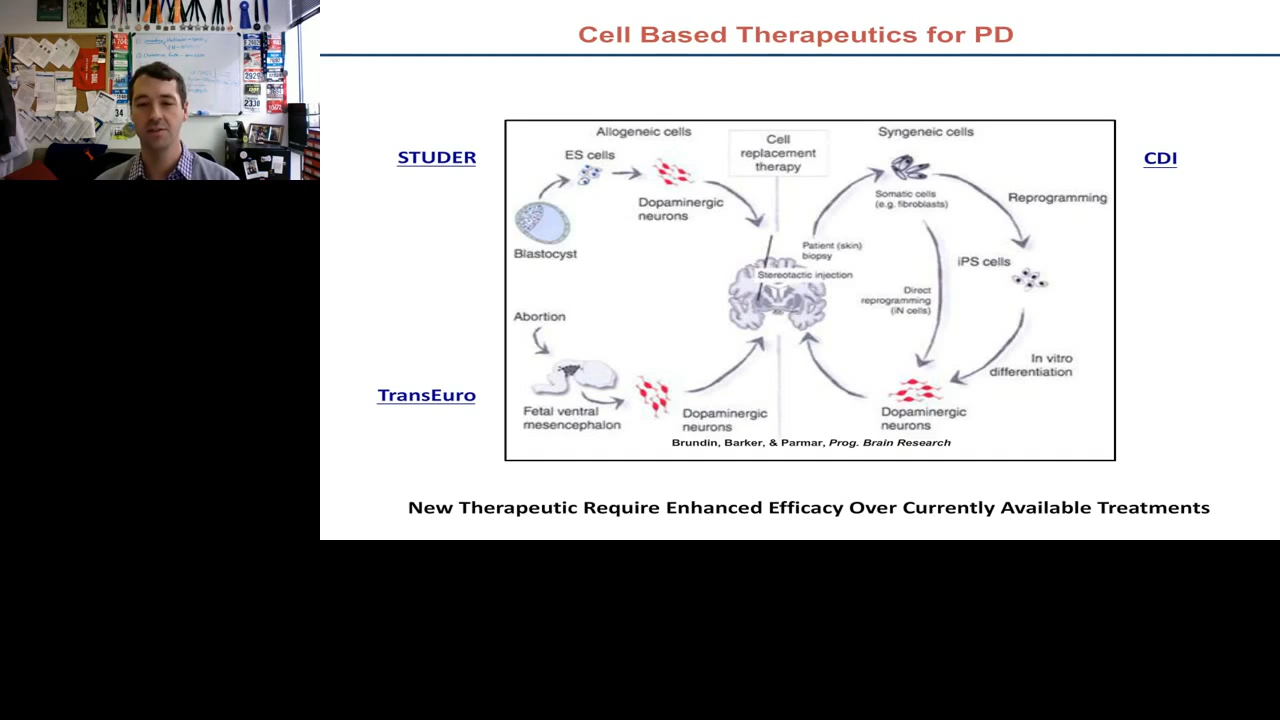 Cell Based Therapeutics for PD
STUDER
CDI
TransEuro
Allogeneic cells
ES cells
Dopaminergic
neurons
Blastocyst
Cell
replacement
therapy
Syngeneic cells
Somatic cells
(e.g. fibroblasts)
Reprogramming
Patient (skin)
biopsy
Stereotactic injection
iPS cells
Direct
reprogramming
(iN cells)
In vitro
differentiation
Abortion
Fetal ventral
mesencephalon
Dopaminergic
neurons
Dopaminergic
neurons
Brundin, Barker, & Parmar, Prog. Brain Research
New Therapeutic Require Enhanced Efficacy Over Currently Available Treatments
2929
2330
34